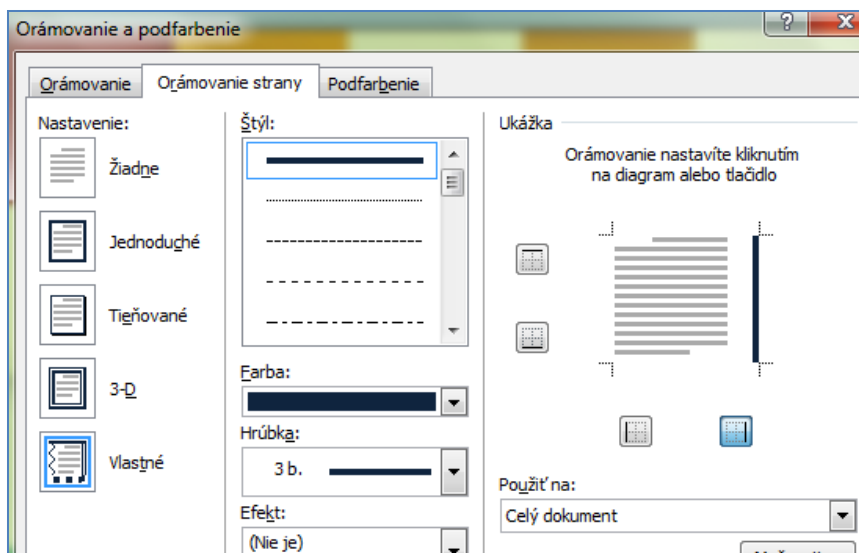 Orámovanie a podfarbenie
Orámovanie
Orámovanie strany
Podfarbenie
Nastavenie:
Žiadne
Jednoduché
Tieňované
3-D
Vlastné
Štýl:
Farba:
Hrúbka:
3 b.
Efekt:
(Nie je)
Ukážka
Orámovanie nastavíte kliknutím
na diagram alebo tlačidlo
Použiť na:
Celý dokument